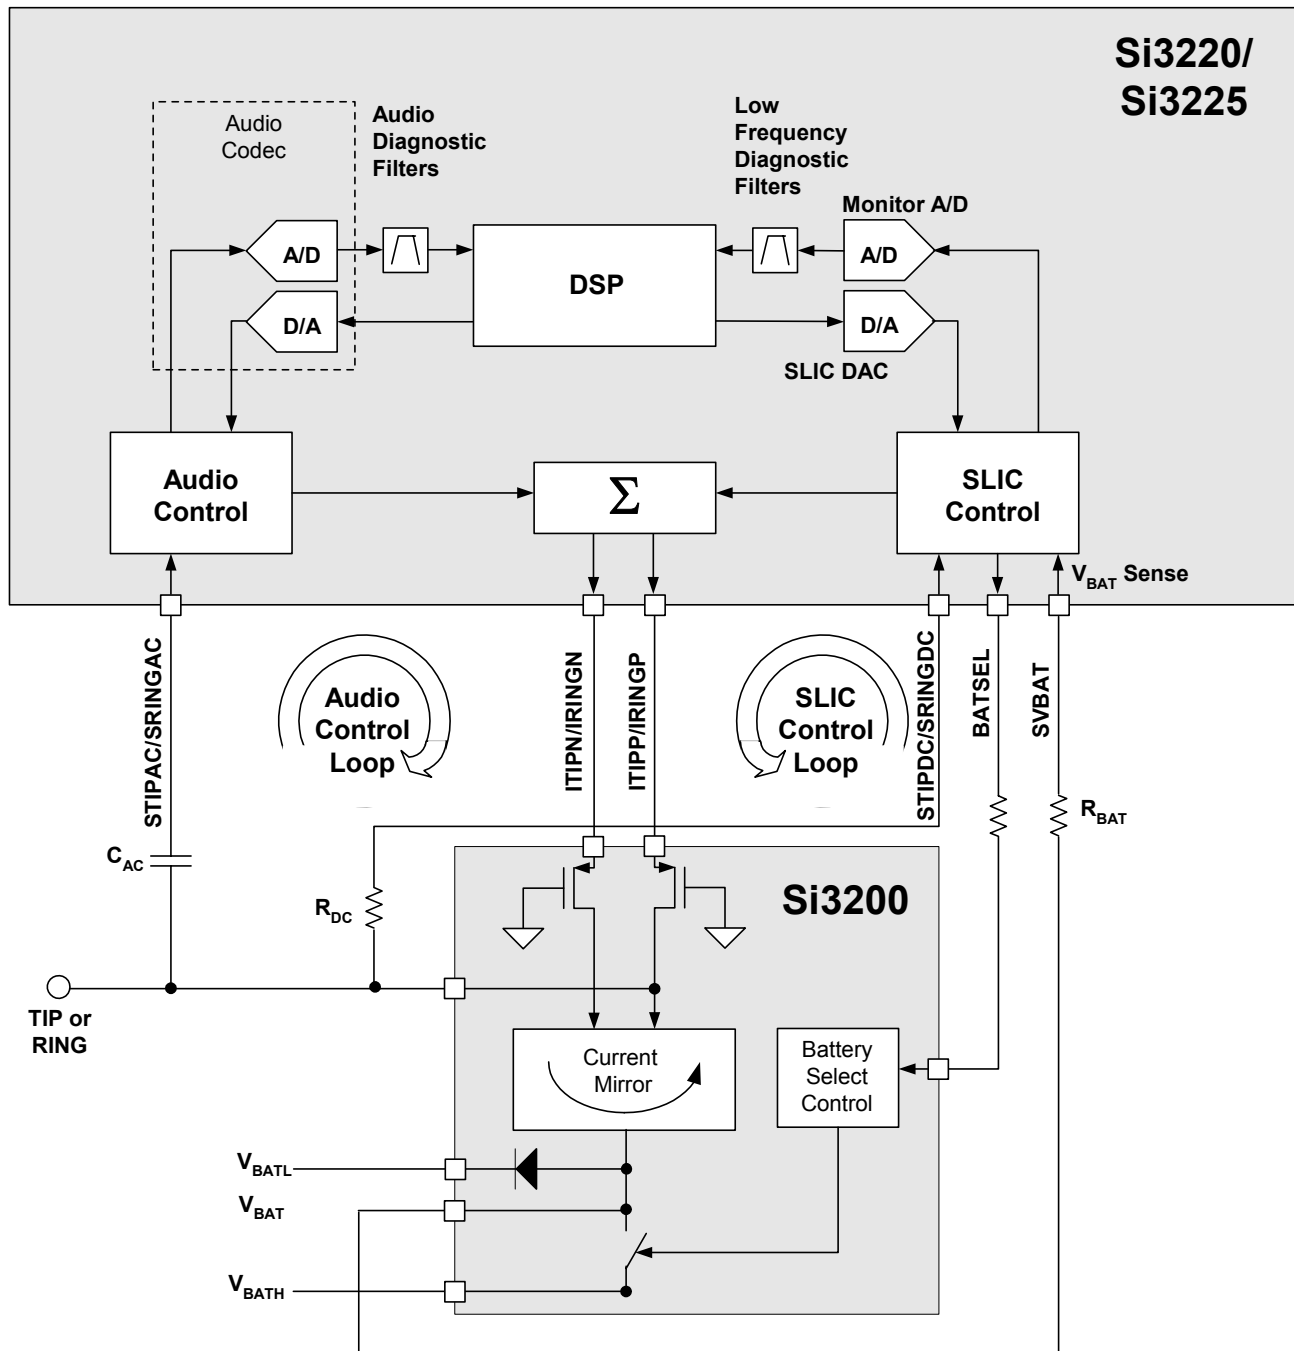 Si3220/
Si3225
Audio
Codec
Audio
Diagnostic
Filters
Low
Frequency
Diagnostic
Filters
Monitor A/D
A/D
DSP
A/D
D/A
D/A
SLIC DAC
Audio
Control
Σ
SLIC
Control
VBAT Sense
STIPAC/SRINGAC
Audio
Control
Loop
ITIPN/IRINGN
ITIPP/IRINGP
SLIC
Control
Loop
STIPDC/SRINGDC
BATSEL
SVBAT
RBAT
CAC
RDC
Si3200
TIP or
RING
Current
Mirror
Battery
Select
Control
VBATL
VBAT
VBATH